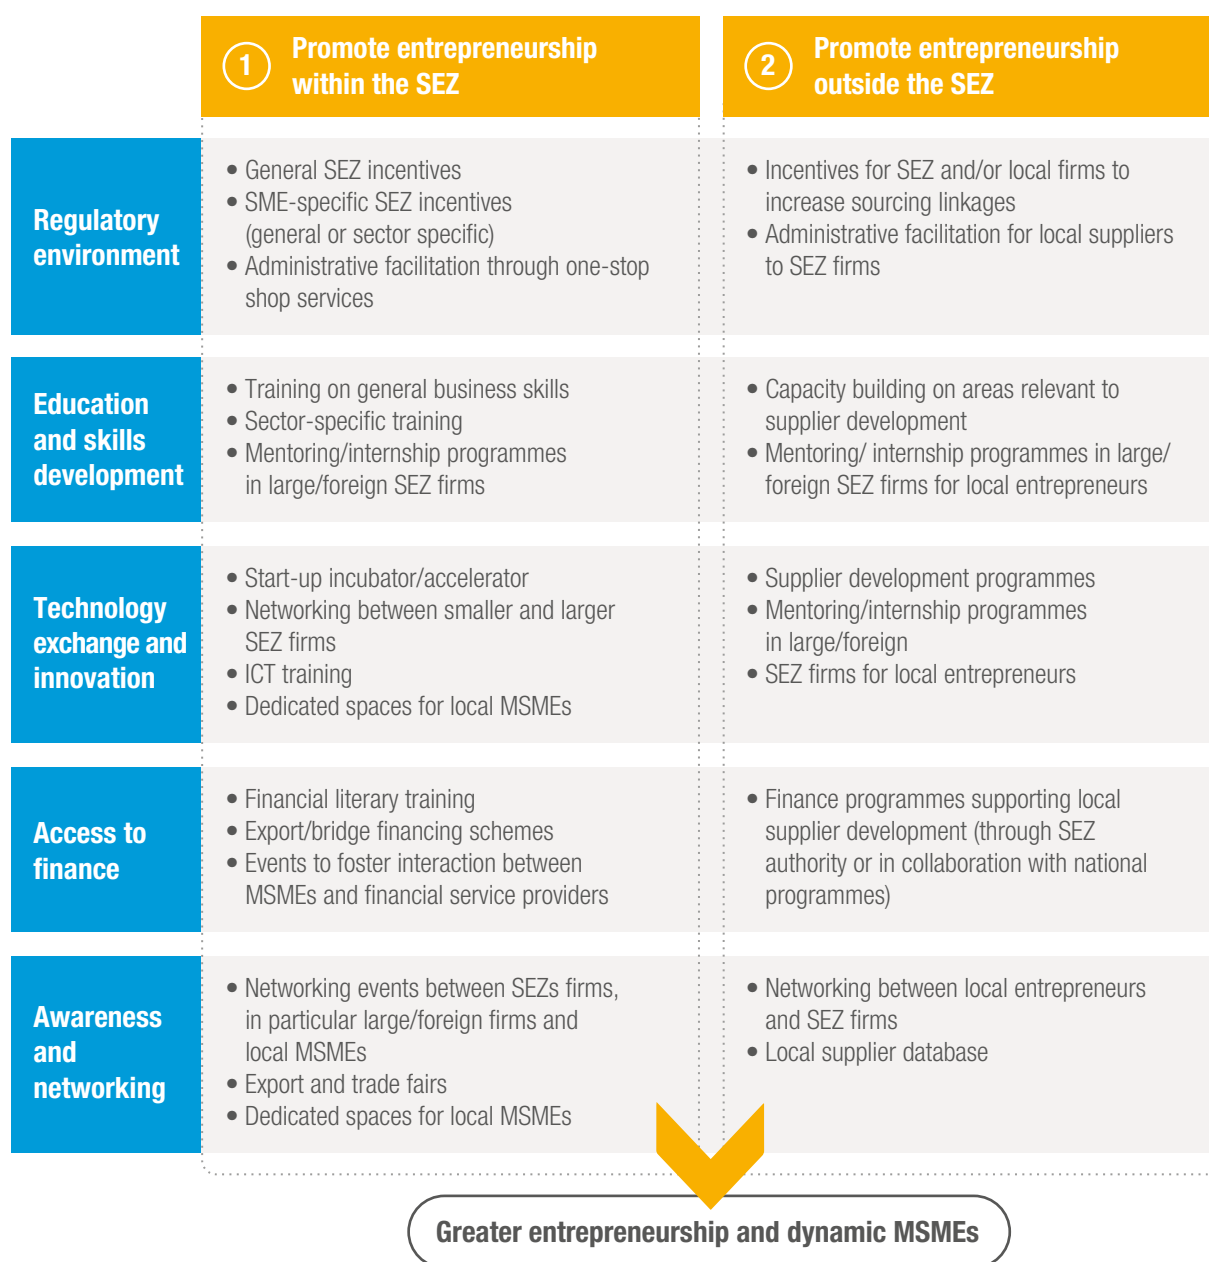 1
Promote entrepreneurship
within the SEZ
2
Promote entrepreneurship
outside the SEZ
Regulatory
environment
• General SEZ incentives
• SME-specific SEZ incentives
(general or sector specific)
• Administrative facilitation through one-stop
shop services
• Incentives for SEZ and/or local firms to
increase sourcing linkages
• Administrative facilitation for local suppliers
to SEZ firms
Education
and skills
development
• Training on general business skills
• Sector-specific training
• Mentoring/internship programmes
in large/foreign SEZ firms
• Capacity building on areas relevant to
supplier development
• Mentoring/ internship programmes in large/
foreign SEZ firms for local entrepreneurs
Technology
exchange and
innovation
• Start-up incubator/accelerator
• Networking between smaller and larger
SEZ firms
• ICT training
• Dedicated spaces for local MSMEs
• Supplier development programmes
• Mentoring/internship programmes
in large/foreign
• SEZ firms for local entrepreneurs
Access to
finance
• Financial literary training
• Export/bridge financing schemes
• Events to foster interaction between
MSMEs and financial service providers
• Finance programmes supporting local
supplier development (through SEZ
authority or in collaboration with national
programmes)
Awareness
and
networking
• Networking events between SEZs firms,
in particular large/foreign firms and
local MSMEs
• Export and trade fairs
• Dedicated spaces for local MSMEs
• Networking between local entrepreneurs
and SEZ firms
• Local supplier database
Greater entrepreneurship and dynamic MSMEs